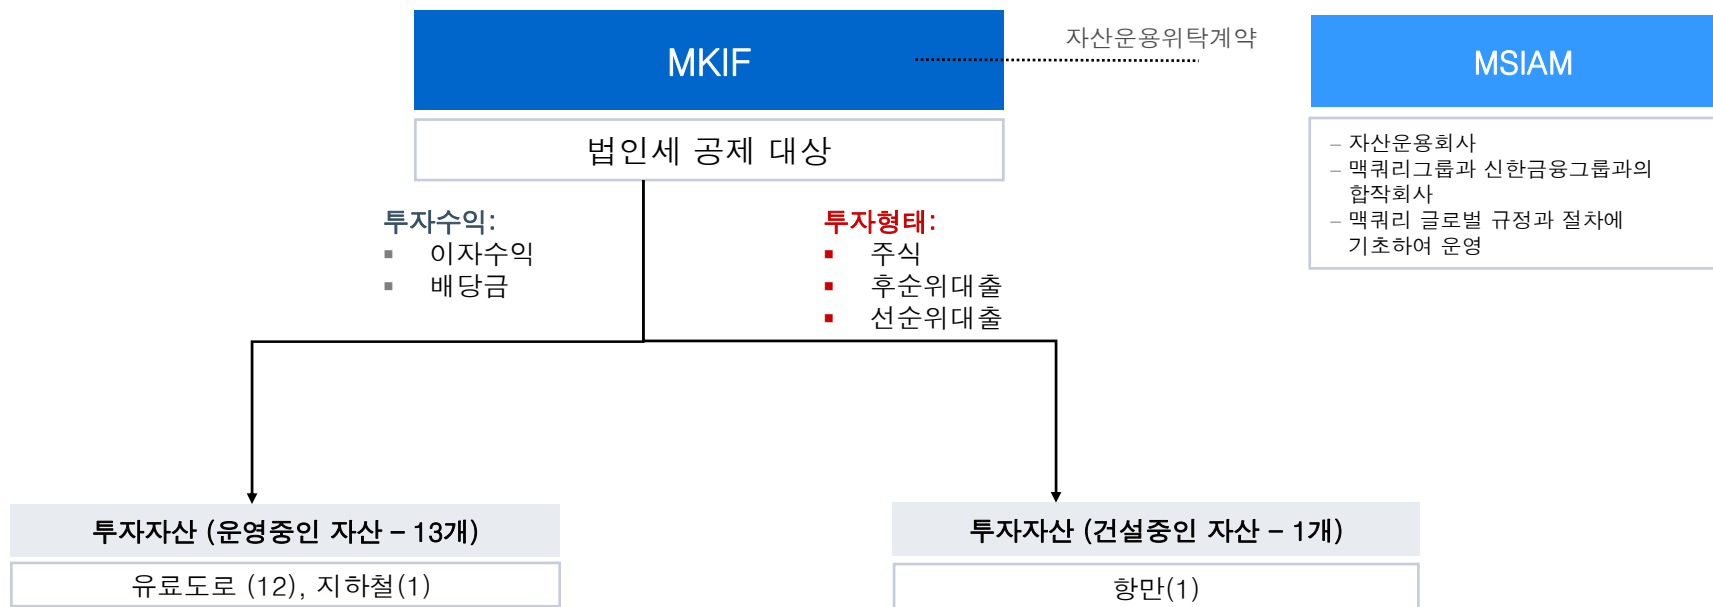 MKIF
자산운용위탁계약
MSIAM
법인세 공제 대상
– 자산운용회사
– 맥쿼리그룹과 신한금융그룹과의
합작회사
– 맥쿼리 글로벌 규정과 절차에
기초하여 운영
투자수익:
▪ 이자수익
▪ 배당금
투자형태:
▪ 주식
▪ 후순위대출
▪ 선순위대출
투자자산 (운영중인 자산 – 13개)
유료도로 (12), 지하철(1)
투자자산 (건설중인 자산 – 1개)
항만(1)